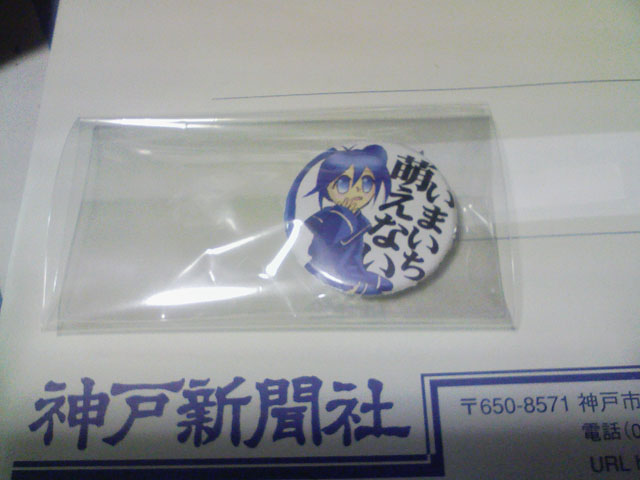 いまいち
萌えない
神戸新聞社
〒650-8571 神戸市
電話(0
URL h